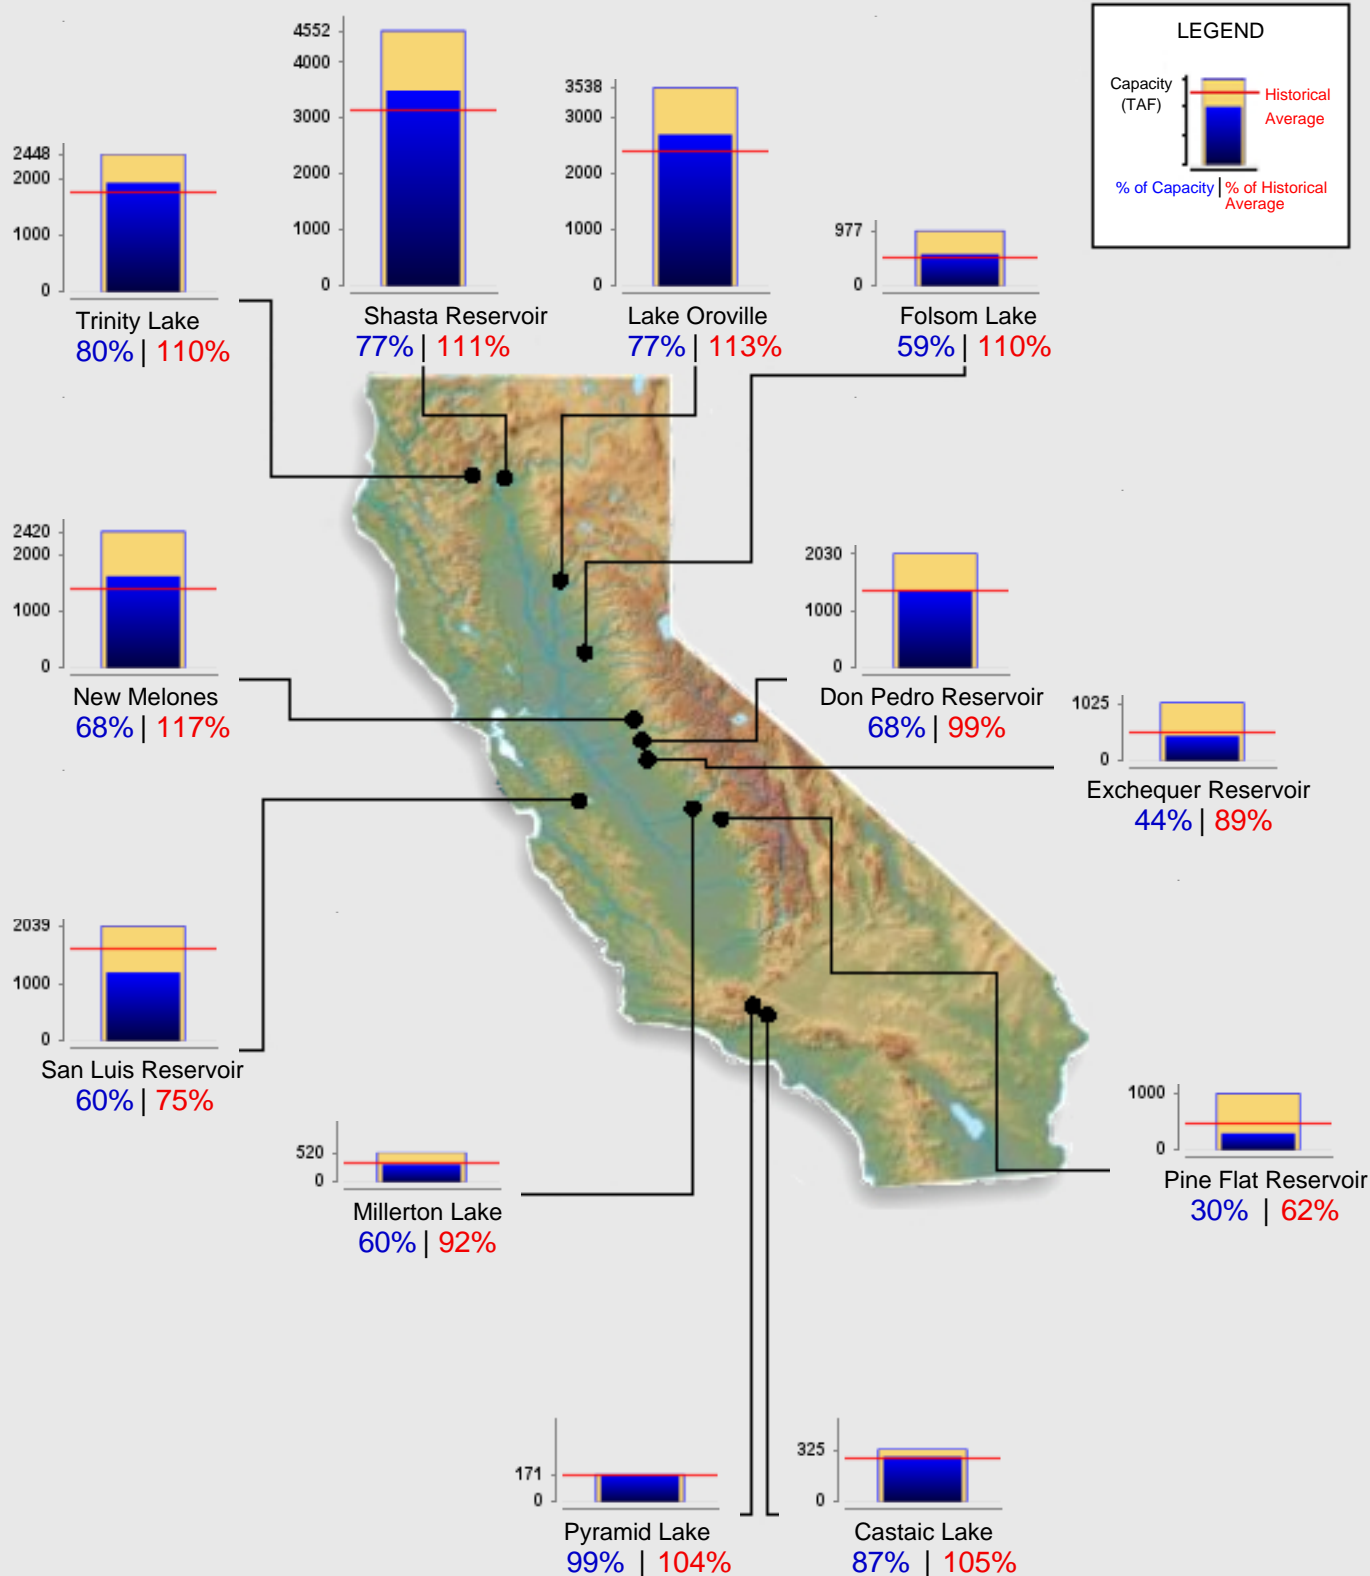 LEGEND
Capacity
(TAF)
Historical
Average
% of Capacity | % of Historical
Average
4552
4000
3000
2000
1000
0
Shasta Reservoir
77% | 111%
3538
3000
2000
1000
0
Lake Oroville
77% | 113%
2448
2000
1000
0
Trinity Lake
80% | 110%
977
0
Folsom Lake
59% | 110%
2420
2000
1000
0
New Melones
68% | 117%
2030
1000
0
Don Pedro Reservoir
68% | 99%
1025
0
Exchequer Reservoir
44% | 89%
2039
1000
0
San Luis Reservoir
60% | 75%
1000
0
Pine Flat Reservoir
30% | 62%
520
0
Millerton Lake
60% | 92%
171
0
Pyramid Lake
99% | 104%
325
0
Castaic Lake
87% | 105%